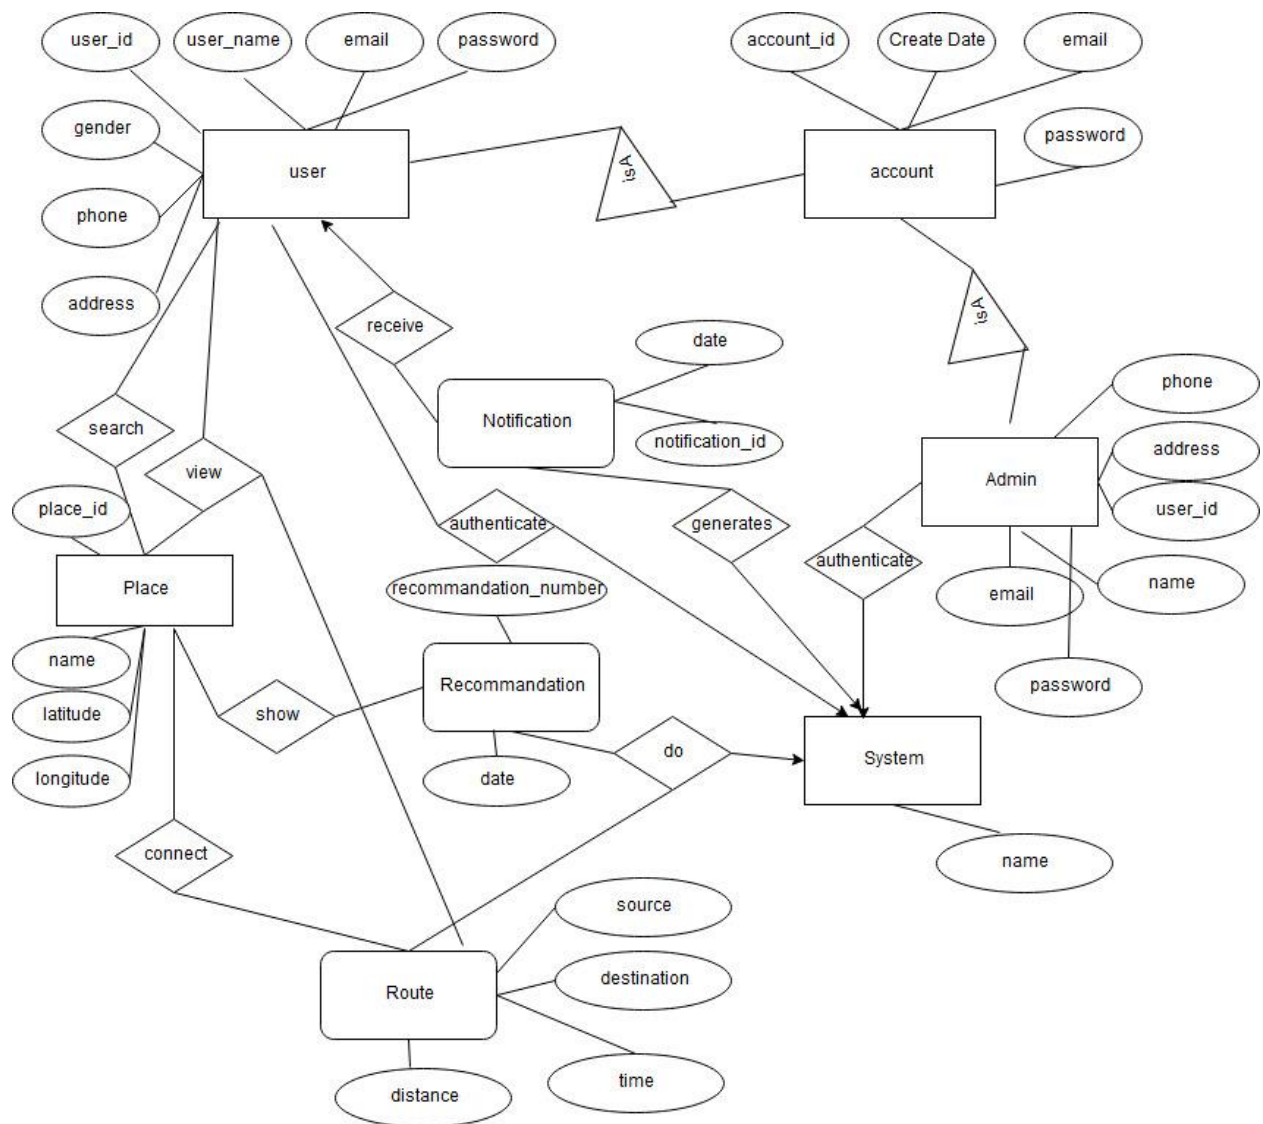 user_id
user_name
email
password
account_id
Create Date
email
gender
password
user
isA
account
phone
address
isA
receive
date
phone
search
Notification
notification_id
address
view
Admin
place_id
user_id
authenticate
generates
authenticate
Place
recommandation_number
email
name
name
Recommandation
password
latitude
show
do
System
longitude
date
connect
name
source
destination
Route
time
distance